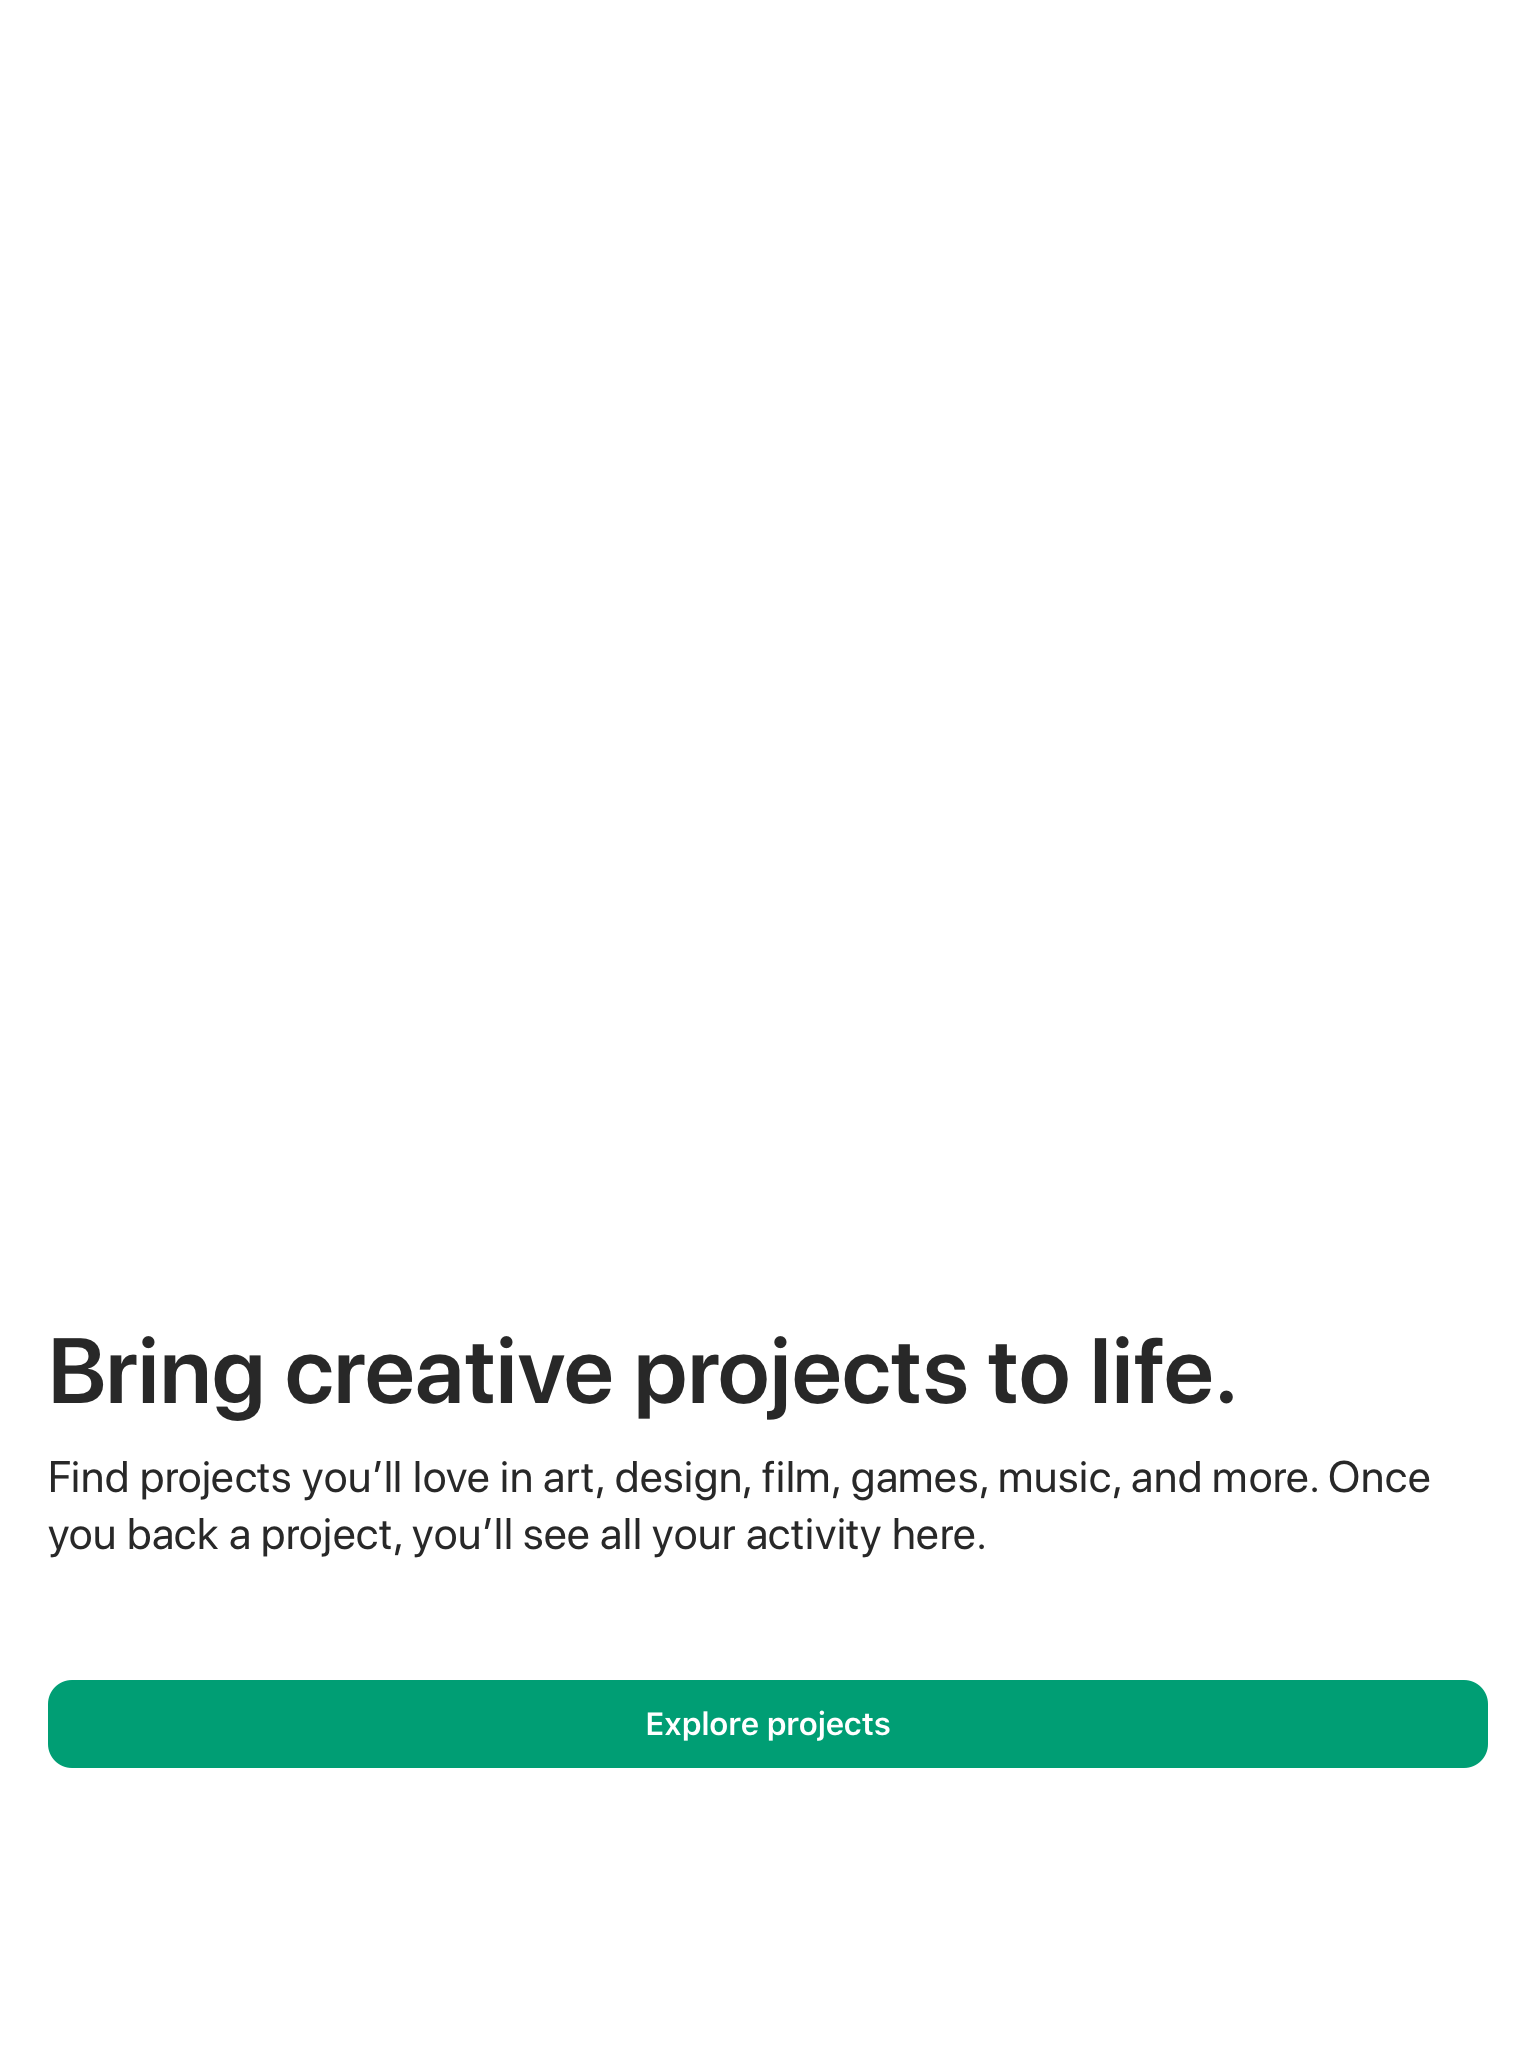 Bring creative projects to life.
Find projects you’ll love in art, design, film, games, music, and more. Once
you back a project, you’ll see all your activity here.
Explore projects